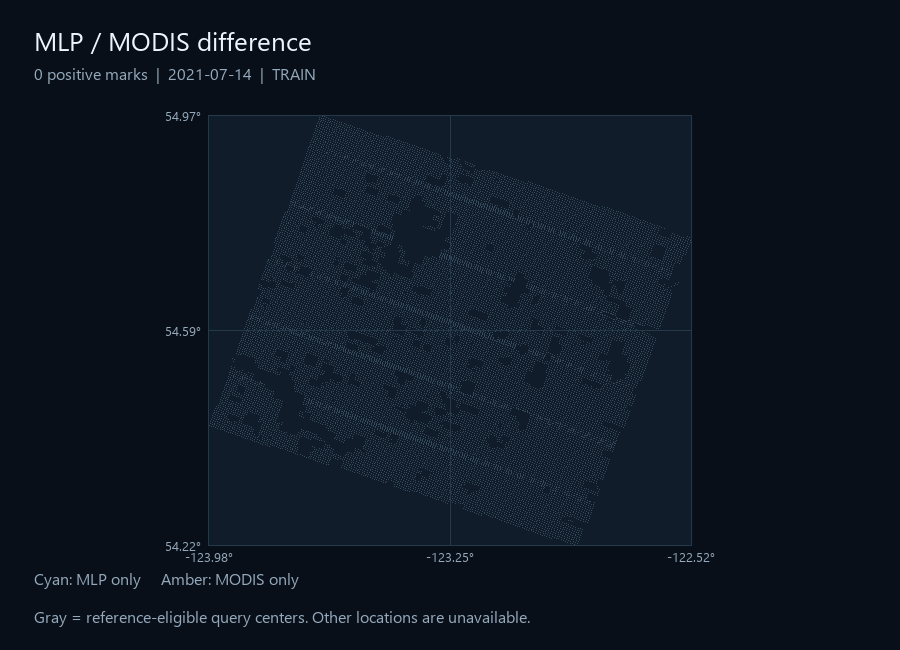 MLP / MODIS difference
0 positive marks | 2021-07-14 | TRAIN
54.97°
54.59°
54.22°
-123.98° -123.25° -122.52°
Cyan: MLP only Amber: MODIS only
Gray = reference-eligible query centers. Other locations are unavailable.